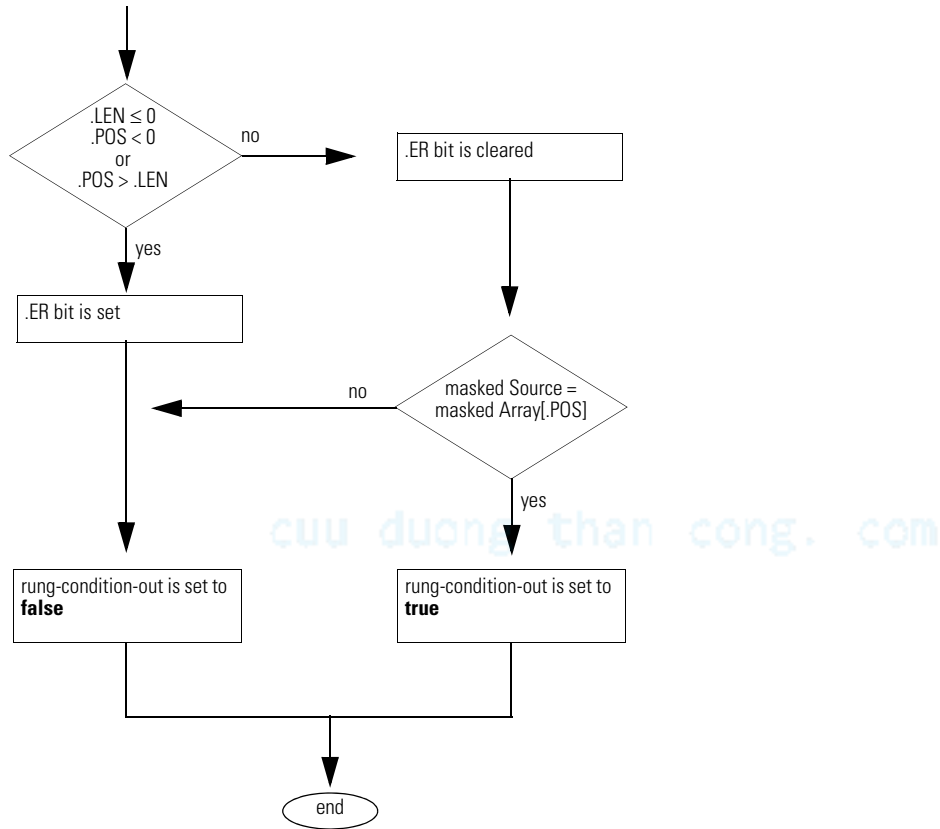 .LEN ≤ 0
.POS < 0
or
.POS > .LEN
no
.ER bit is cleared
yes
.ER bit is set
no
masked Source =
masked Array[.POS]
yes
cuu duong than cong. com
rung-condition-out is set to
false
rung-condition-out is set to
true
end